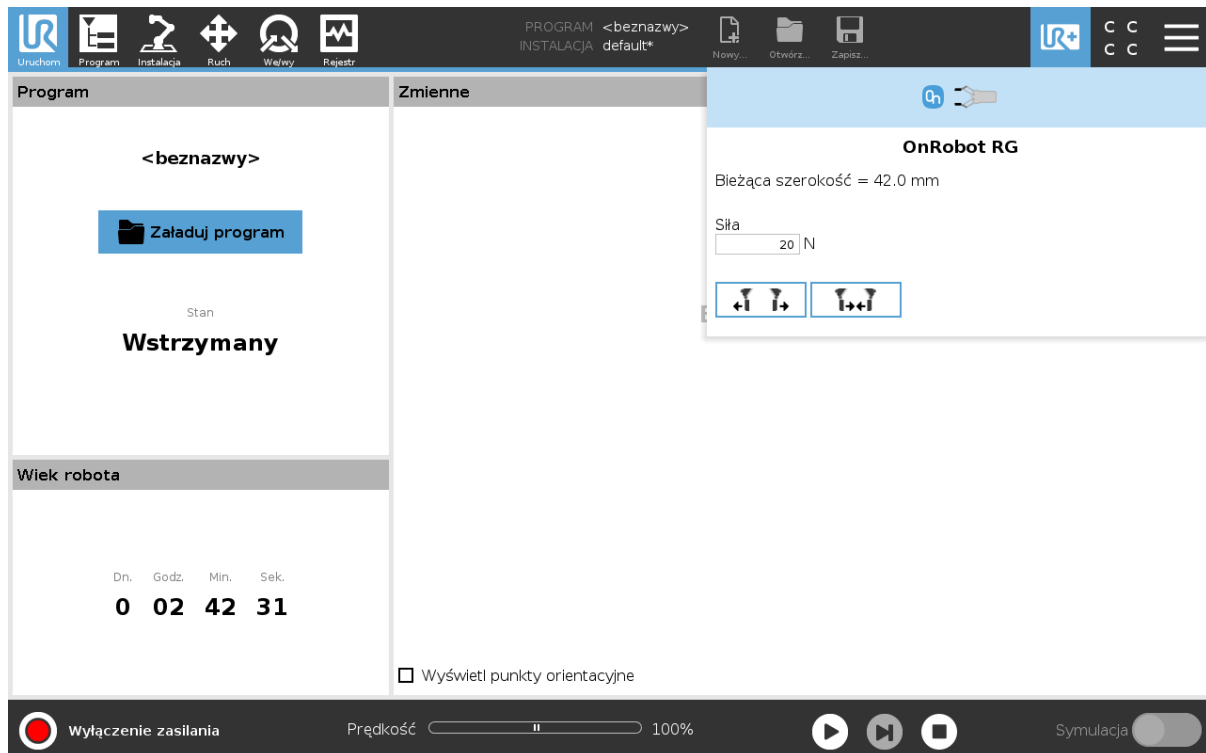 UR
Uruchom
Program
Instalacja
Ruch
We/wy
Rejestr
PROGRAM <beznazwy>
INSTALACJA default*
Nowy...
Otwórz...
Zapisz...
UR+
C C
C C
Program
<beznazwy>
Załaduj program
Stan
Wstrzymany
Wiek robota
Dn. Godz. Min. Sek.
0 02 42 31
Zmienne
Wyświetl punkty orientacyjne
OnRobot RG
Bieżąca szerokość = 42.0 mm
Siła
20 N
Wyłączenie zasilania
Prędkość 100%
Symulacja